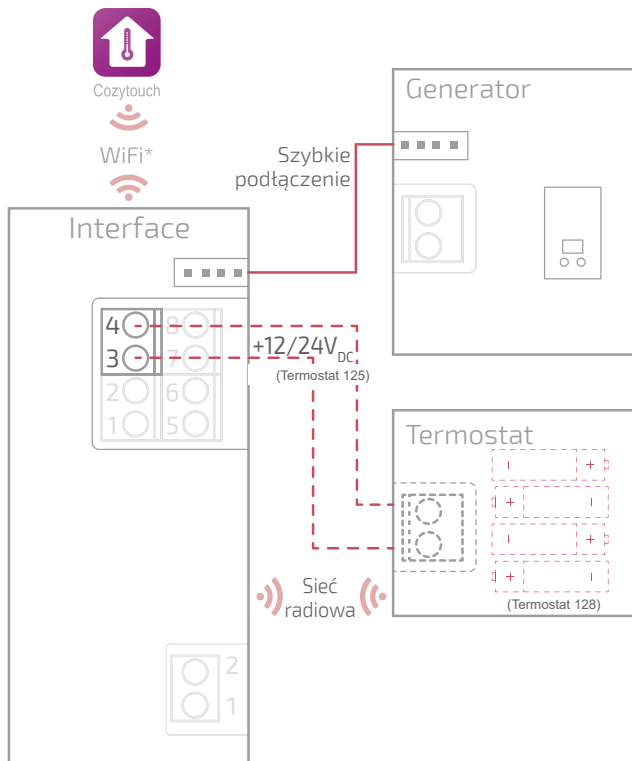 Cozytouch
WiFi*
Generator
Szybkie
podłączenie
Interface
4 8
3 7
2 6
1 5
+12/24V DC
(Termostat 125)
Termostat
- +
+ -
- +
+ -
(Termostat 128)
Sieć
radiowa
2
1